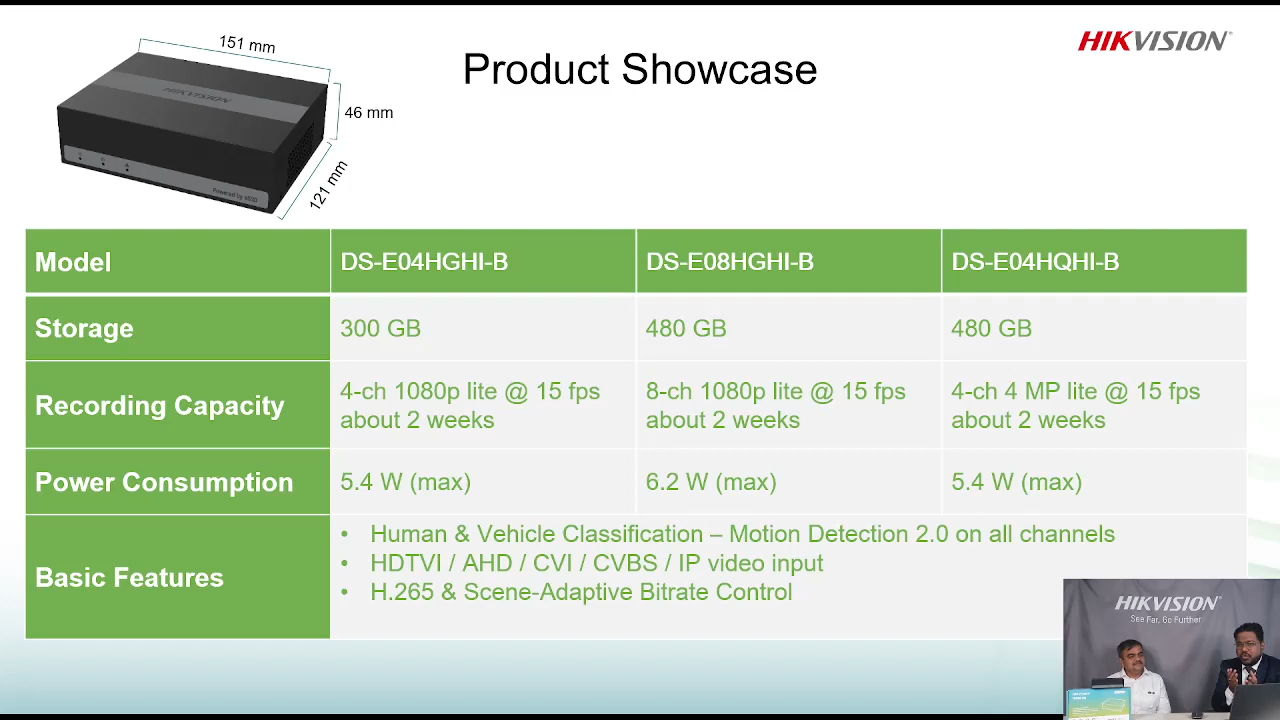 151 mm
HIKVISION
Product Showcase
HIKVISION
46 mm
121 mm
Powered by eSSD
Model
DS-E04HGHI-B
DS-E08HGHI-B
DS-E04HQHI-B
Storage
300 GB
480 GB
480 GB
Recording Capacity
4-ch 1080p lite @ 15 fps
about 2 weeks
8-ch 1080p lite @ 15 fps
about 2 weeks
4-ch 4 MP lite @ 15 fps
about 2 weeks
Power Consumption
5.4 W (max)
6.2 W (max)
5.4 W (max)
Basic Features
• Human & Vehicle Classification – Motion Detection 2.0 on all channels
• HDTVI / AHD / CVI / CVBS / IP video input
• H.265 & Scene-Adaptive Bitrate Control
HIKVISION
See Far, Go Further